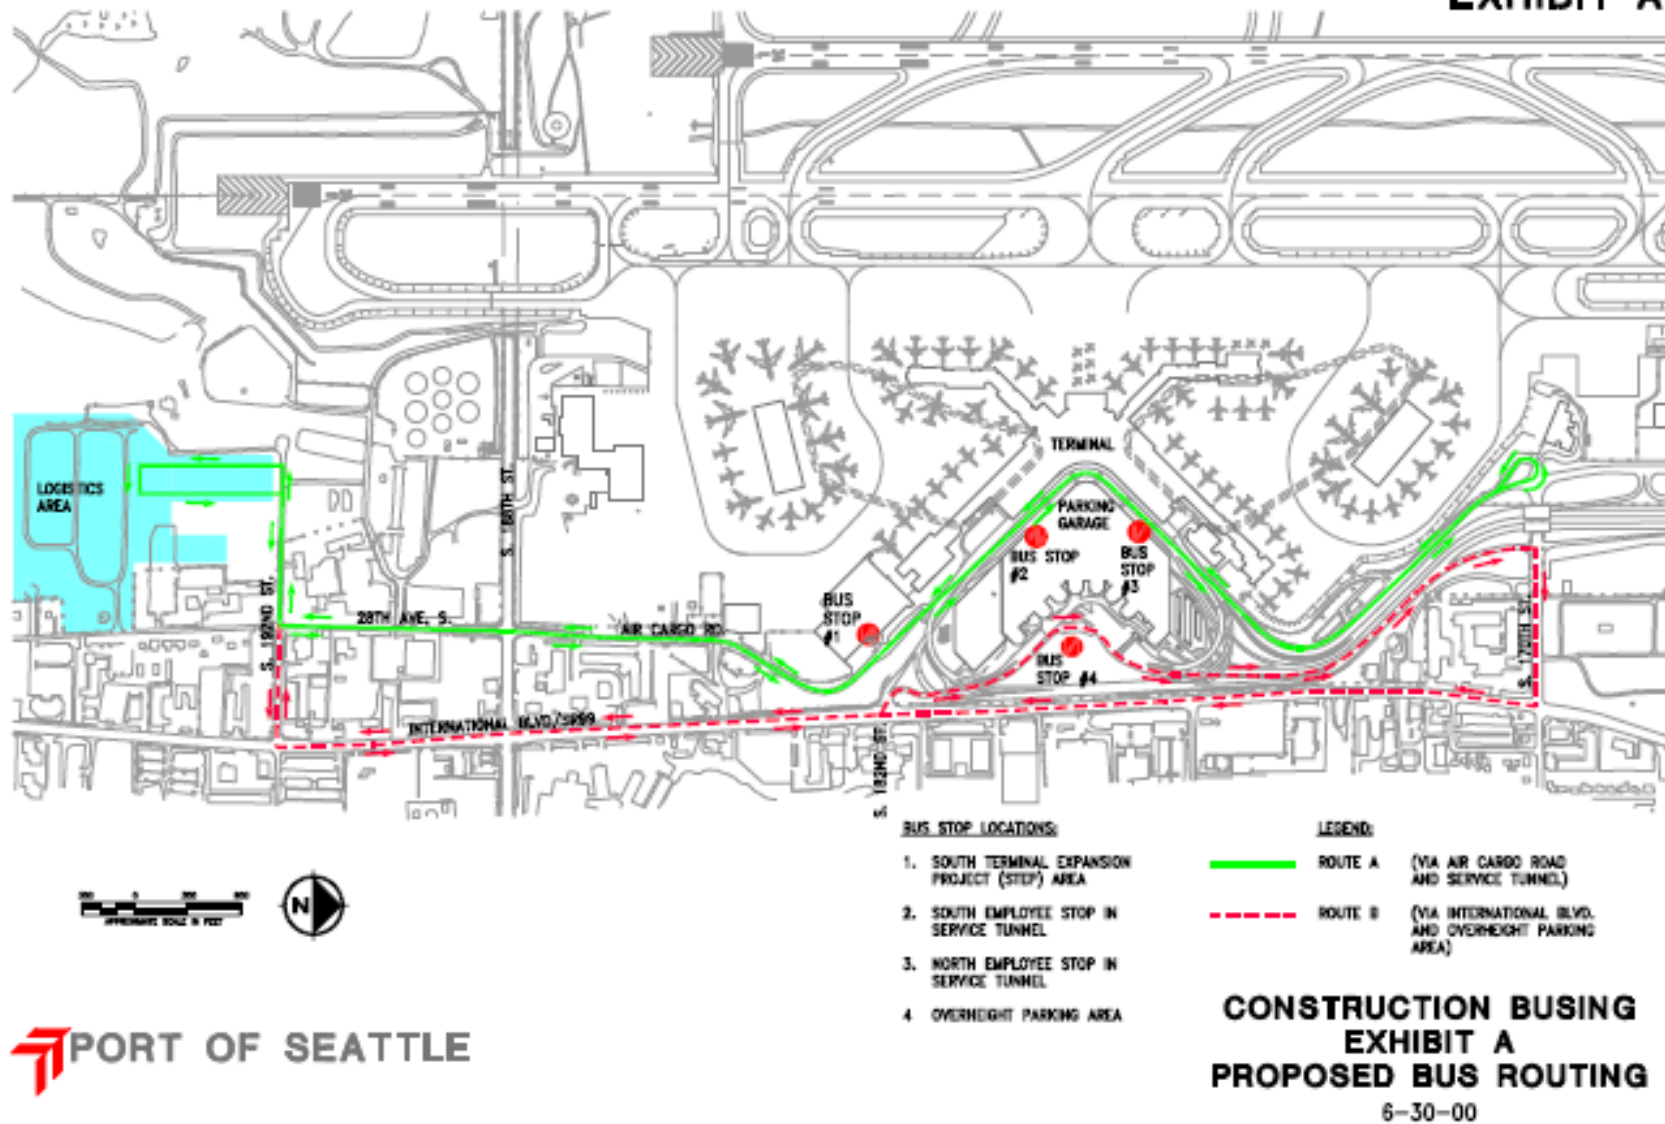 EXHIBIT A
TERMINAL
LOGISTICS
AREA
PARKING
GARAGE
S. 188TH ST
BUS STOP
#2
BUS
STOP
#3
BUS
STOP
#1
28TH AVE. S.
AIR CARGO RD
S. 192ND ST.
BUS
STOP #4
S. 170TH ST.
INTERNATIONAL BLVD./SR99
S. 182ND ST
BUS STOP LOCATIONS:
1. SOUTH TERMINAL EXPANSION
PROJECT (STEP) AREA
2. SOUTH EMPLOYEE STOP IN
SERVICE TUNNEL
3. NORTH EMPLOYEE STOP IN
SERVICE TUNNEL
4 OVERHEIGHT PARKING AREA
LEGEND:
ROUTE A (VIA AIR CARGO ROAD
AND SERVICE TUNNEL)
ROUTE B (VIA INTERNATIONAL BLVD.
AND OVERHEIGHT PARKING
AREA)
N
APPROXIMATE SCALE IN FEET
PORT OF SEATTLE
CONSTRUCTION BUSING
EXHIBIT A
PROPOSED BUS ROUTING
6-30-00